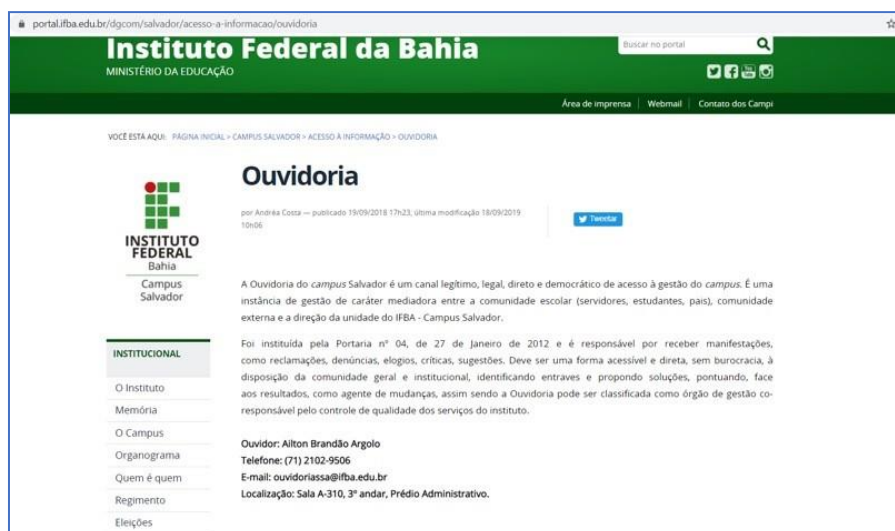 portal.ifba.edu.br/dgcom/salvador/acesso-a-informacao/ouvidoria
Instituto Federal da Bahia
MINISTÉRIO DA EDUCAÇÃO
Buscar no portal
Área de imprensa
Webmail
Contato dos Campi
VOCÊ ESTÁ AQUI: PÁGINA INICIAL > CAMPUS SALVADOR > ACESSO À INFORMAÇÃO > OUVIDORIA
INSTITUTO
FEDERAL
Bahia
Campus
Salvador
INSTITUCIONAL
O Instituto
Memória
O Campus
Organograma
Quem é quem
Regimento
Eleições
Ouvidoria
por Andréa Costa — publicado 19/09/2018 17h23, última modificação 18/09/2019
10h06
Tweetar
A Ouvidoria do campus Salvador é um canal legítimo, legal, direto e democrático de acesso à gestão do campus. É uma
instância de gestão de caráter mediadora entre a comunidade escolar (servidores, estudantes, pais), comunidade
externa e a direção da unidade do IFBA - Campus Salvador.
Foi instituída pela Portaria nº 04, de 27 de Janeiro de 2012 e é responsável por receber manifestações,
como reclamações, denúncias, elogios, críticas, sugestões. Deve ser uma forma acessível e direta, sem burocracia, à
disposição da comunidade geral e institucional, identificando entraves e propondo soluções, pontuando, face
aos resultados, como agente de mudanças, assim sendo a Ouvidoria pode ser classificada como órgão de gestão co-
responsável pelo controle de qualidade dos serviços do instituto.
Ouvidor: Ailton Brandão Argolo
Telefone: (71) 2102-9506
E-mail: ouvidoriassa@ifba.edu.br
Localização: Sala A-310, 3º andar, Prédio Administrativo.